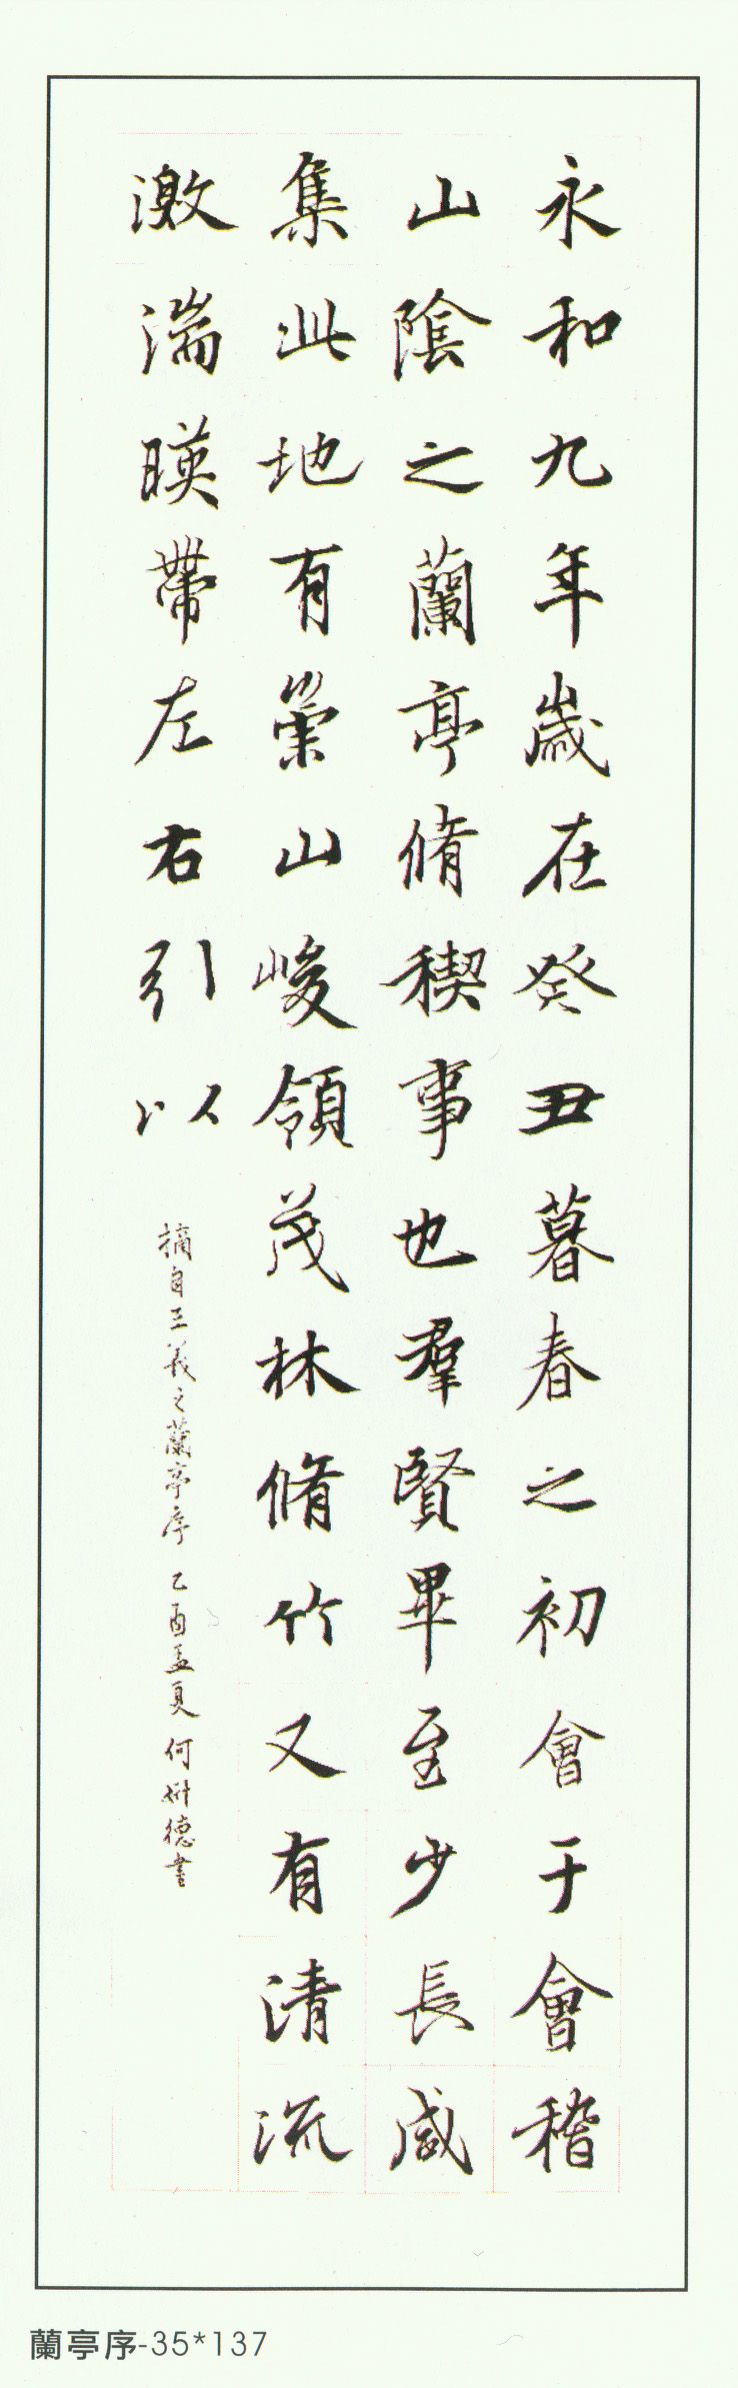 永和九年歲在癸丑暮春之初會于會稽
山陰之蘭亭脩稧事也羣賢畢至少長咸
集此地有崇山峻領茂林脩竹又有清流
激湍暎帶左右引以
摘自王羲之蘭亭序 乙酉孟夏 何 德書
蘭亭序-35*137